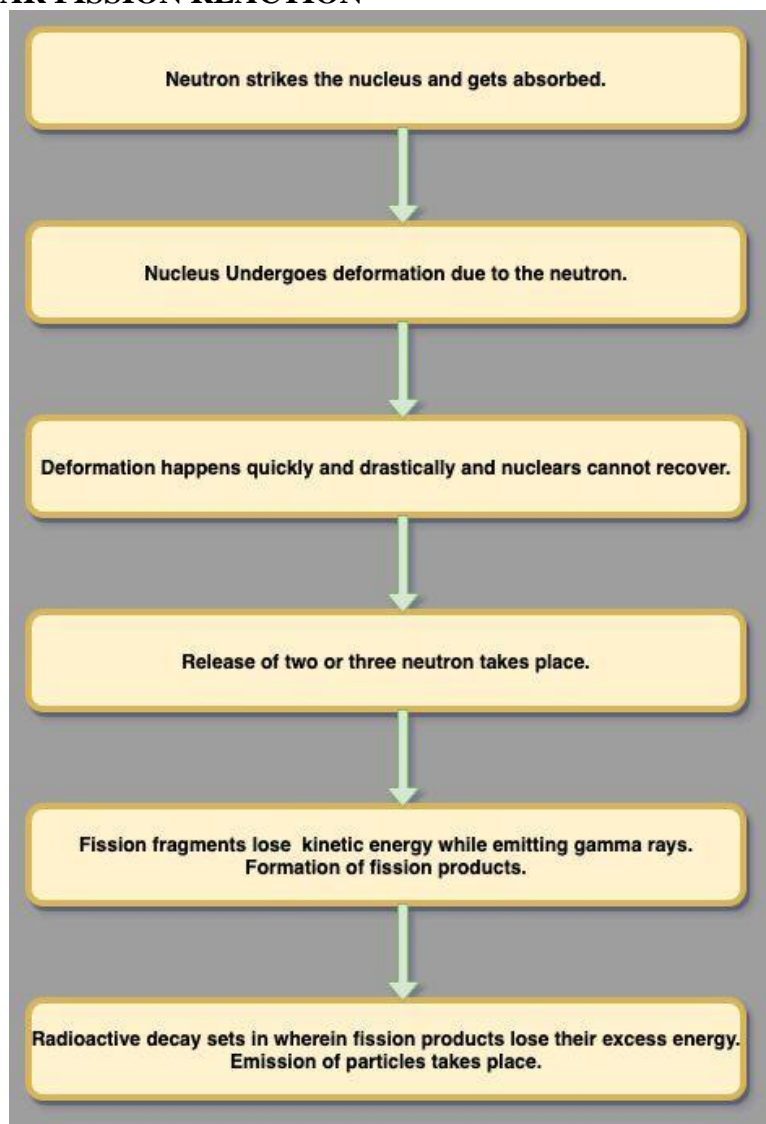 AR FISSION REACTION
Neutron strikes the nucleus and gets absorbed.
Nucleus Undergoes deformation due to the neutron.
Deformation happens quickly and drastically and nuclears cannot recover.
Release of two or three neutron takes place.
Fission fragments lose kinetic energy while emitting gamma rays.
Formation of fission products.
Radioactive decay sets in wherein fission products lose their excess energy.
Emission of particles takes place.